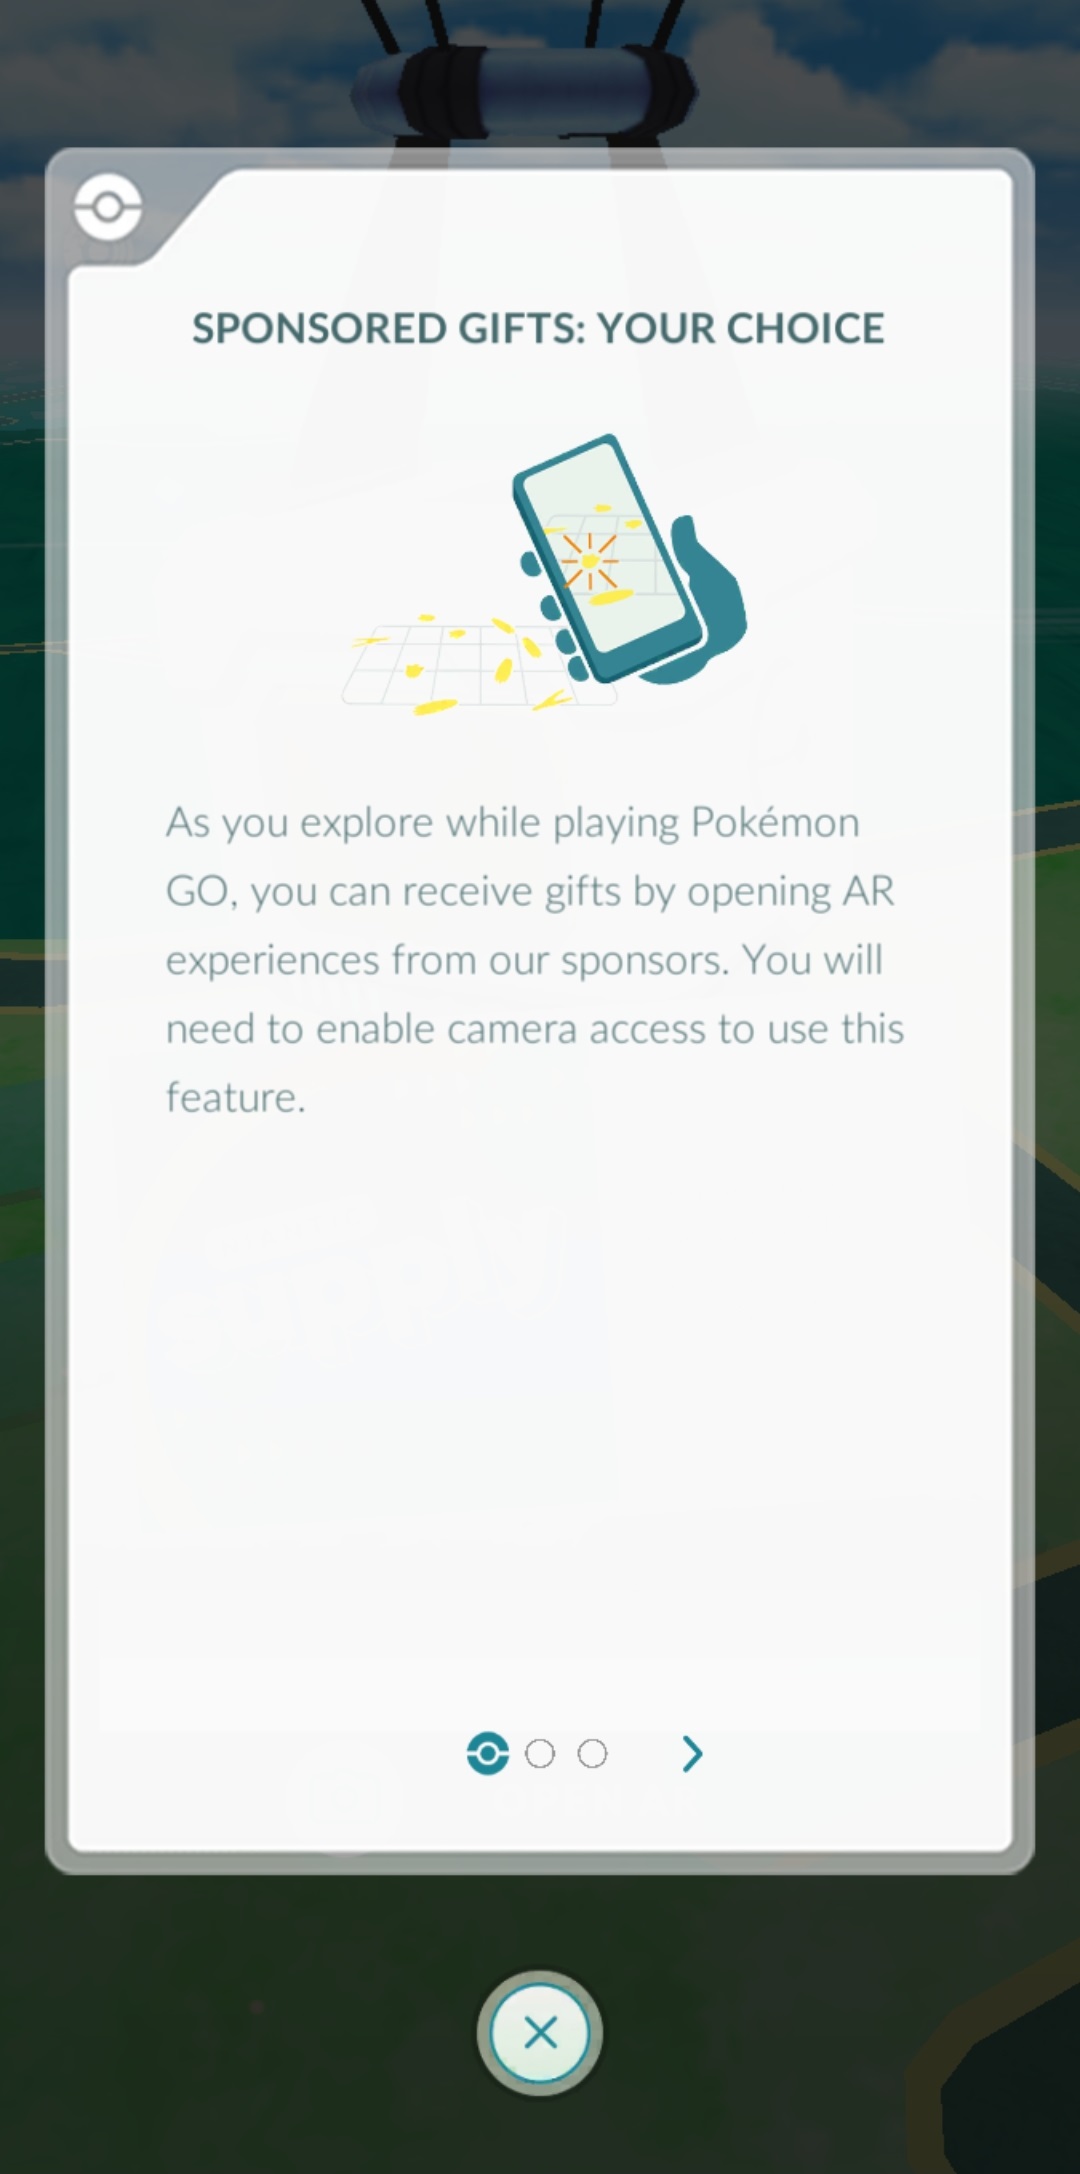 SPONSORED GIFTS: YOUR CHOICE
As you explore while playing Pokémon
GO, you can receive gifts by opening AR
experiences from our sponsors. You will
need to enable camera access to use this
feature.